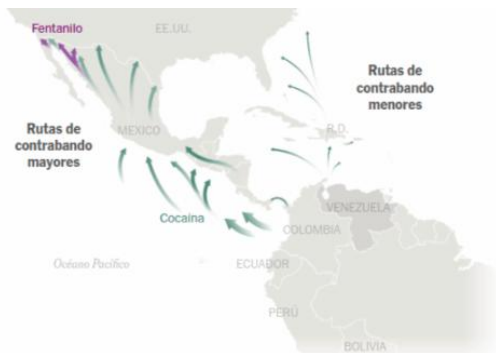 Fentanilo
EE.UU.
Rutas de
contrabando
menores
Rutas de
contrabando
mayores
MÉXICO
R.D.
Cocaína
VENEZUELA
COLOMBIA
Océano Pacífico
ECUADOR
PERÚ
BOLIVIA